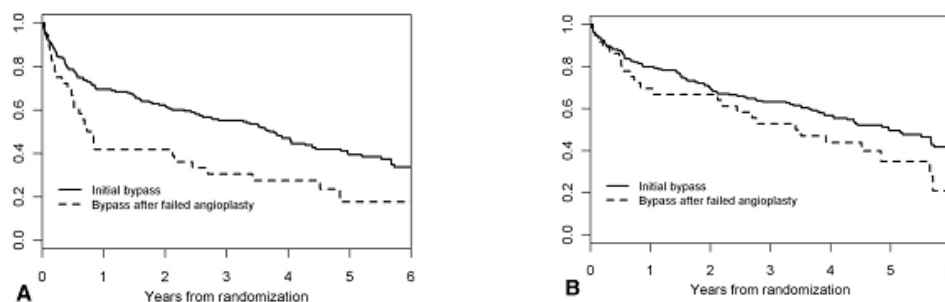 1.0
0.8
0.6
0.4
0.2
0.0
Initial bypass
Bypass after failed angioplasty
0 1 2 3 4 5 6
Years from randomization
A
1.0
0.8
0.6
0.4
0.2
0.0
Initial bypass
Bypass after failed angioplasty
0 1 2 3 4 5
Years from randomization
B